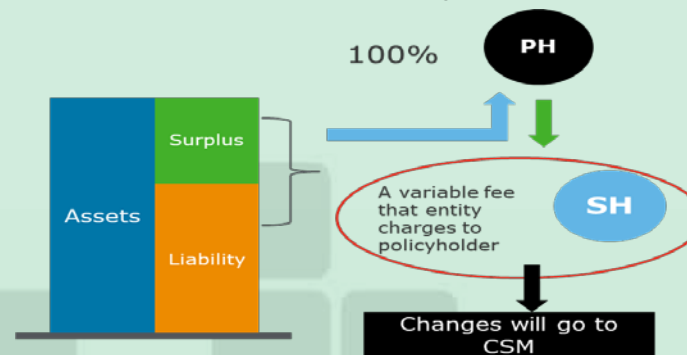 100%
PH
Surplus
Assets
Liability
A variable fee
that entity
charges to
policyholder
SH
Changes will go to
CSM